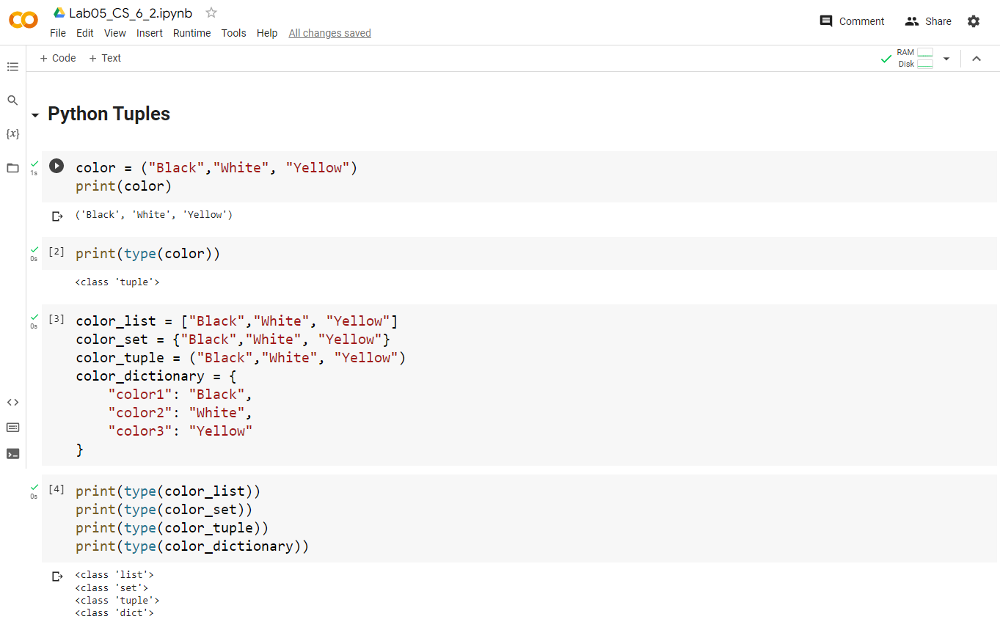 Lab05_CS_6_2.ipynb
File Edit View Insert Runtime Tools Help All changes saved
Comment Share
+ Code + Text
RAM
Disk
Python Tuples
{x}
1s
color = ("Black","White", "Yellow")
print(color)
('Black', 'White', 'Yellow')
0s
[2] print(type(color))
<class 'tuple'>
0s
[3] color_list = ["Black","White", "Yellow"]
color_set = {"Black","White", "Yellow"}
color_tuple = ("Black","White", "Yellow")
color_dictionary = {
    "color1": "Black",
    "color2": "White",
    "color3": "Yellow"
}
0s
[4] print(type(color_list))
print(type(color_set))
print(type(color_tuple))
print(type(color_dictionary))
<class 'list'>
<class 'set'>
<class 'tuple'>
<class 'dict'>